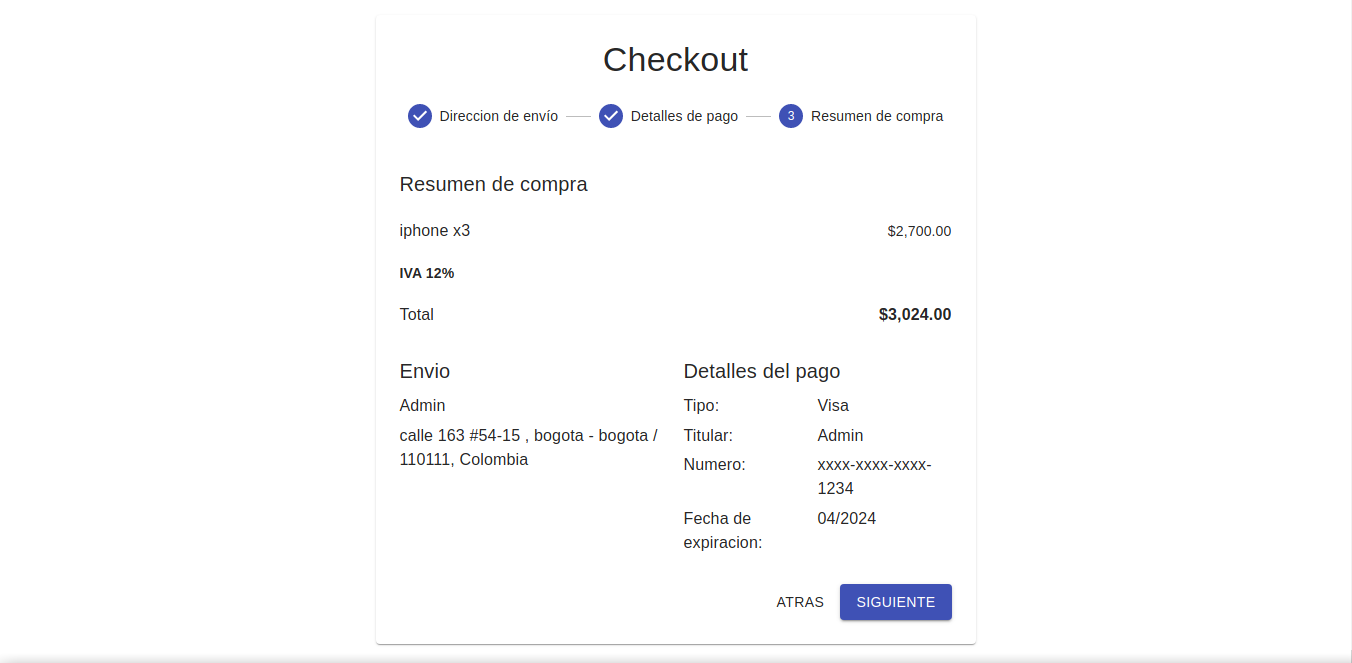 Checkout
Direccion de envío
Detalles de pago
3
Resumen de compra
Resumen de compra
iphone x3
$2,700.00
IVA 12%
Total
$3,024.00
Envio
Admin
calle 163 #54-15 , bogota - bogota /
110111, Colombia
Detalles del pago
Tipo:
Visa
Titular:
Admin
Numero:
xxxx-xxxx-xxxx-
1234
Fecha de
expiracion:
04/2024
ATRAS
SIGUIENTE